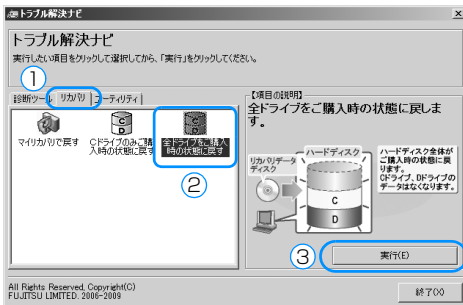 トラブル解決ナビ
トラブル解決ナビ
実行したい項目をクリックして選択してから、「実行」をクリックしてください。
①
診断ツール リカバリ ユーティリティ
マイリカバリで戻す
Cドライブのみご購
入時の状態に戻す
全ドライブをご購入
時の状態に戻す
②
【項目の説明】
全ドライブをご購入時の状態に戻しま
す。
リカバリデータ
ディスク
ハードディスク
C
D
ハードディスク全体が
ご購入時の状態に戻
ります。
Cドライブ、Dドライブの
データはなくなります。
③
実行(E)
All Rights Reserved, Copyright(C)
FUJITSU LIMITED. 2006-2009
終了(X)